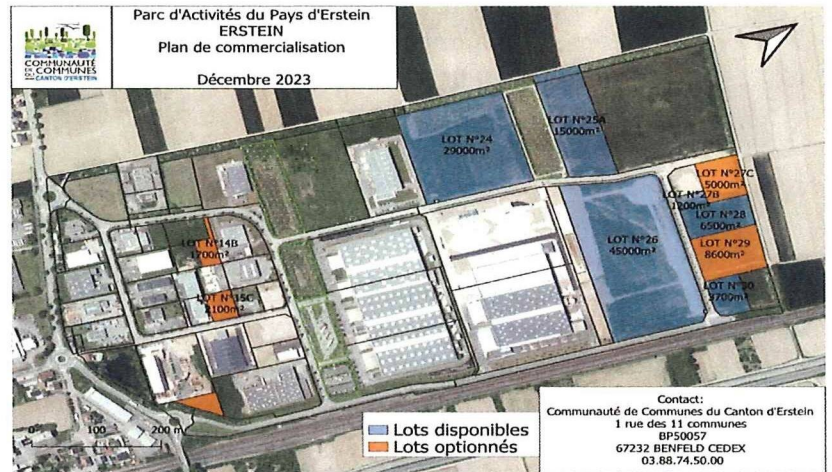 COMMUNAUTÉ
DE
COMMUNES
CANTON D'ERSTEIN
Parc d'Activités du Pays d'Erstein
ERSTEIN
Plan de commercialisation
Décembre 2023
LOT N°24
29000m²
LOT N°25A
15000m²
LOT N°27C
5000m²
LOT N°27B
1200m²
LOT N°28
6500m²
LOT N°29
8600m²
LOT N°30
3700m²
LOT N°26
45000m²
LOT N°14B
1700m²
LOT N°15C
2100m²
0 100 200 m
Lots disponibles
Lots optionnés
Contact:
Communauté de Communes du Canton d'Erstein
1 rue des 11 communes
BP50057
67232 BENFELD CEDEX
03.88.74.50.00